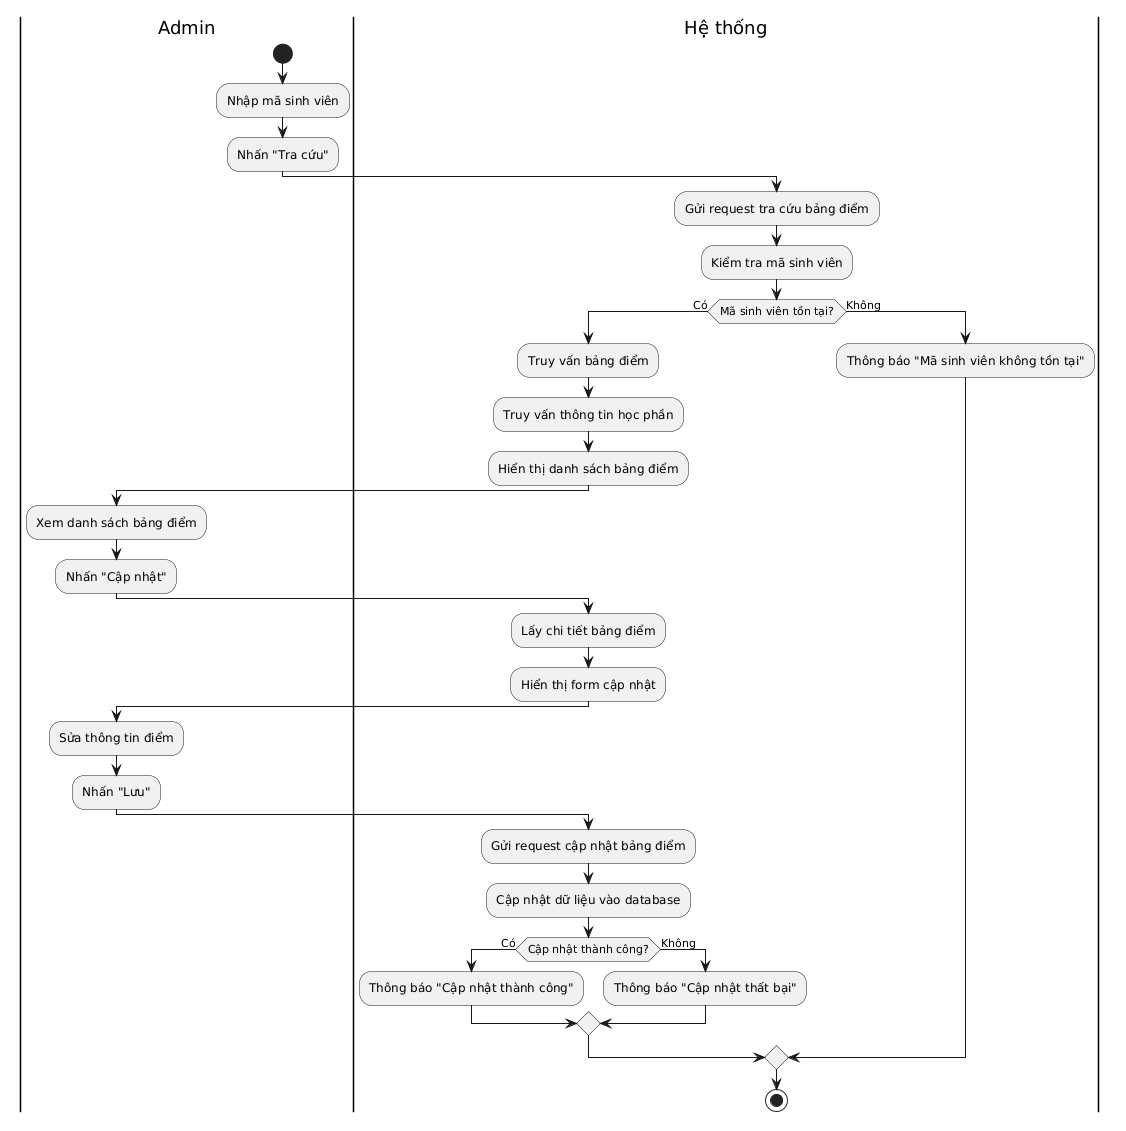 Admin
Hệ thống
Nhập mã sinh viên
Nhấn "Tra cứu"
Gửi request tra cứu bảng điểm
Kiểm tra mã sinh viên
Có
Mã sinh viên tồn tại?
Không
Truy vấn bảng điểm
Thông báo "Mã sinh viên không tồn tại"
Truy vấn thông tin học phần
Hiển thị danh sách bảng điểm
Xem danh sách bảng điểm
Nhấn "Cập nhật"
Lấy chi tiết bảng điểm
Hiển thị form cập nhật
Sửa thông tin điểm
Nhấn "Lưu"
Gửi request cập nhật bảng điểm
Cập nhật dữ liệu vào database
Có
Cập nhật thành công?
Không
Thông báo "Cập nhật thành công"
Thông báo "Cập nhật thất bại"